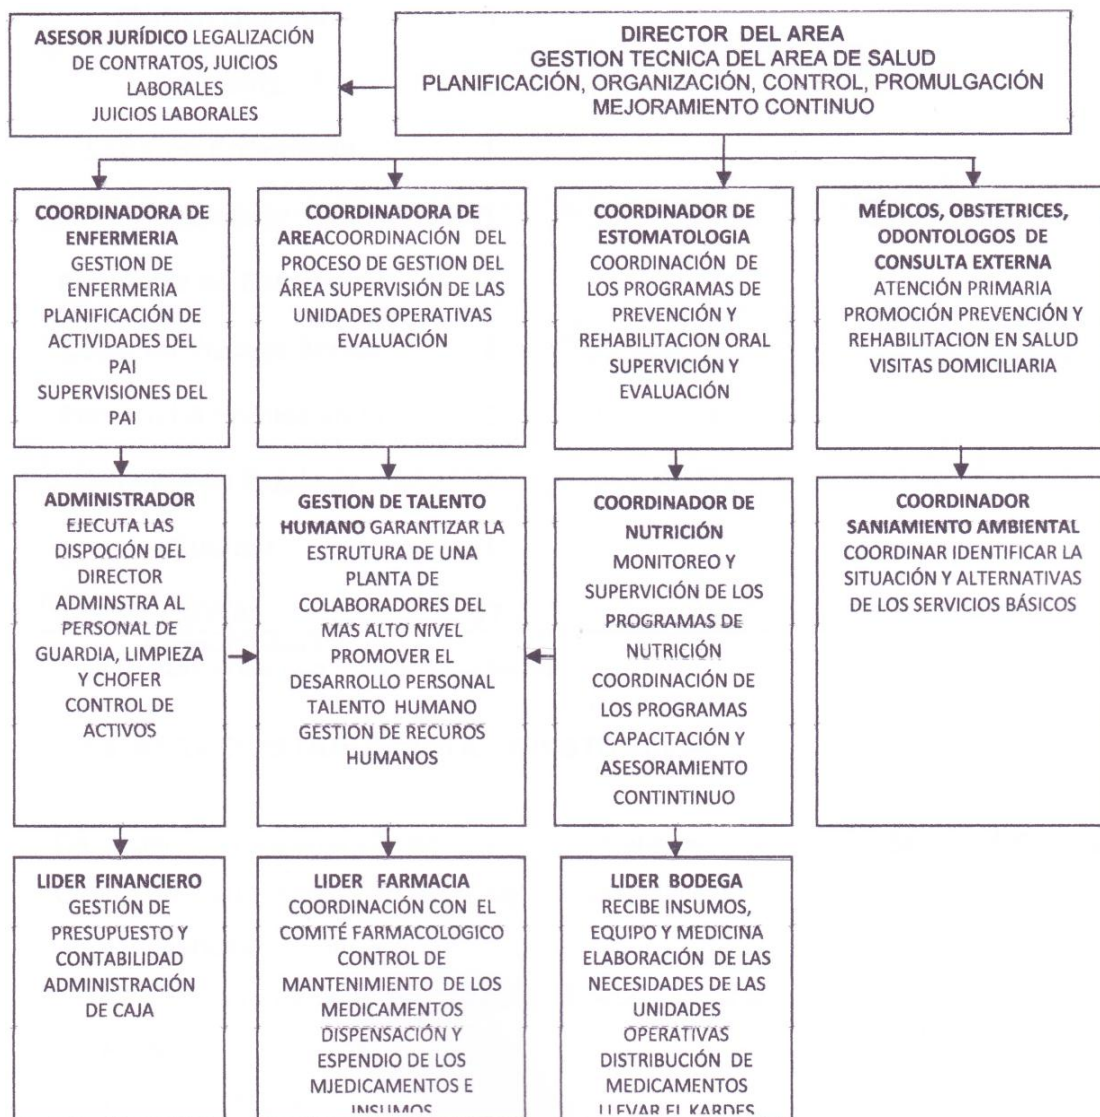 ASESOR JURÍDICO LEGALIZACIÓN
DE CONTRATOS, JUICIOS
LABORALES
JUICIOS LABORALES
DIRECTOR DEL AREA
GESTION TECNICA DEL AREA DE SALUD
PLANIFICACIÓN, ORGANIZACIÓN, CONTROL, PROMULGACIÓN
MEJORAMIENTO CONTINUO
COORDINADORA DE
ENFERMERIA
GESTION DE
ENFERMERIA
PLANIFICACIÓN DE
ACTIVIDADES DEL
PAI
SUPERVISIONES DEL
PAI
COORDINADORA DE
AREACOORDINACIÓN DEL
PROCESO DE GESTION DEL
ÁREA SUPERVISIÓN DE LAS
UNIDADES OPERATIVAS
EVALUACIÓN
COORDINADOR DE
ESTOMATOLOGIA
COORDINACIÓN DE
LOS PROGRAMAS DE
PREVENCIÓN Y
REHABILITACION ORAL
SUPERVICIÓN Y
EVALUACIÓN
MÉDICOS, OBSTETRICES,
ODONTOLOGOS DE
CONSULTA EXTERNA
ATENCIÓN PRIMARIA
PROMOCIÓN PREVENCIÓN Y
REHABILITACION EN SALUD
VISITAS DOMICILIARIA
ADMINISTRADOR
EJECUTA LAS
DISPOCIÓN DEL
DIRECTOR
ADMINSTRA AL
PERSONAL DE
GUARDIA, LIMPIEZA
Y CHOFER
CONTROL DE
ACTIVOS
GESTION DE TALENTO
HUMANO GARANTIZAR LA
ESTRUTURA DE UNA
PLANTA DE
COLABORADORES DEL
MAS ALTO NIVEL
PROMOVER EL
DESARROLLO PERSONAL
TALENTO HUMANO
GESTION DE RECUROS
HUMANOS
COORDINADOR DE
NUTRICIÓN
MONITOREO Y
SUPERVICIÓN DE LOS
PROGRAMAS DE
NUTRICIÓN
COORDINACIÓN DE
LOS PROGRAMAS
CAPACITACIÓN Y
ASESORAMIENTO
CONTINTINUO
COORDINADOR
SANIAMIENTO AMBIENTAL
COORDINAR IDENTIFICAR LA
SITUACIÓN Y ALTERNATIVAS
DE LOS SERVICIOS BÁSICOS
LIDER FINANCIERO
GESTIÓN DE
PRESUPUESTO Y
CONTABILIDAD
ADMINISTRACIÓN
DE CAJA
LIDER FARMACIA
COORDINACIÓN CON EL
COMITÉ FARMACOLOGICO
CONTROL DE
MANTENIMIENTO DE LOS
MEDICAMENTOS
DISPENSACIÓN Y
ESPENDIO DE LOS
MJEDICAMENTOS E
INSUMOS
LIDER BODEGA
RECIBE INSUMOS,
EQUIPO Y MEDICINA
ELABORACIÓN DE LAS
NECESIDADES DE LAS
UNIDADES
OPERATIVAS
DISTRIBUCIÓN DE
MEDICAMENTOS
LLEVAR EL KARDES